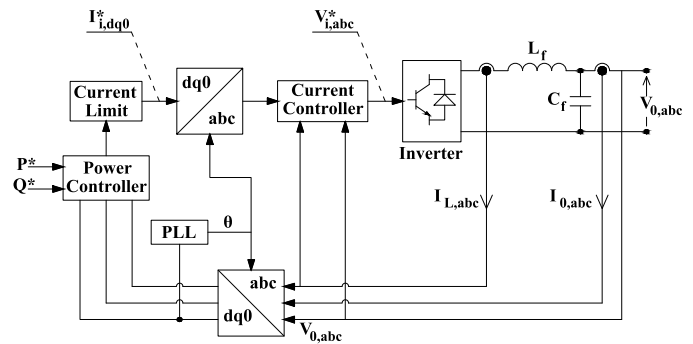 I*i,dq0
V*i,abc
Lf
dq0
abc
Current
Limit
Current
Controller
Cf
V0,abc
Inverter
P*
Q*
Power
Controller
IL,abc
I0,abc
PLL
θ
abc
dq0
V0,abc